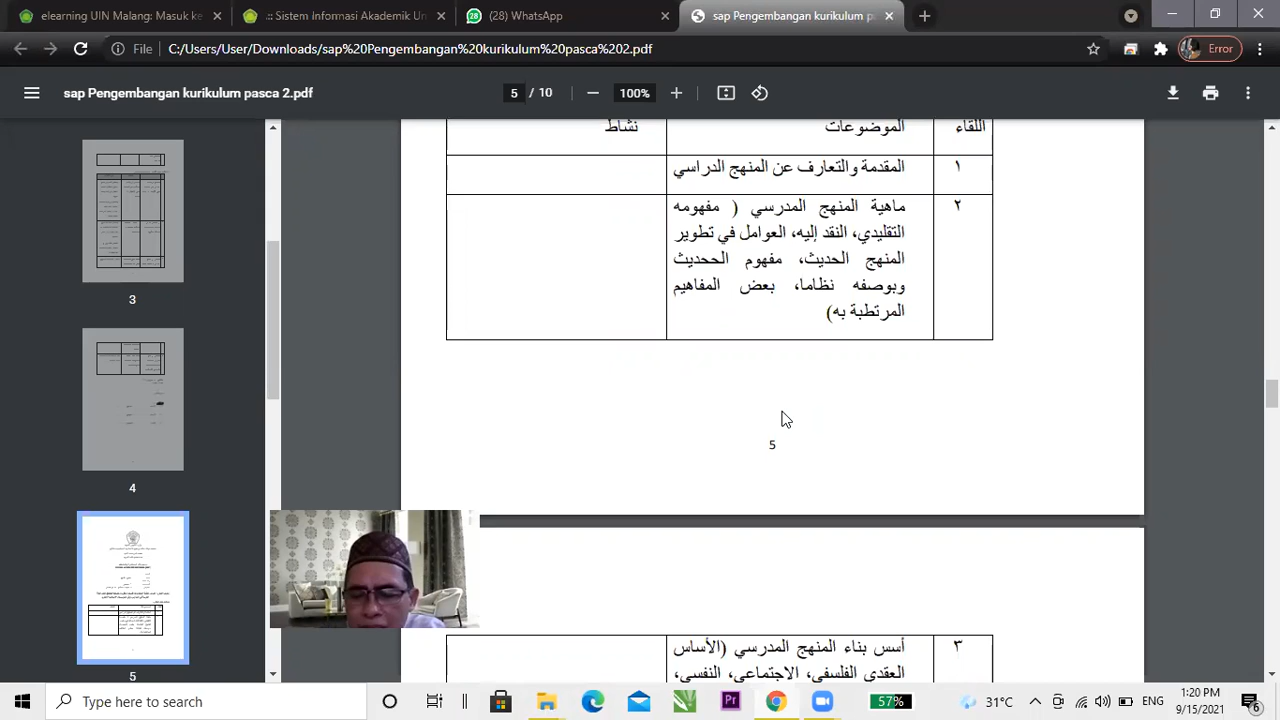 elearning UIN Malang: Masuk ke
:: Sistem Informasi Akademik Un
(28) WhatsApp
sap Pengembangan kurikulum pa
File
C:/Users/User/Downloads/sap%20Pengembangan%20kurikulum%20pasca%202.pdf
Error
sap Pengembangan kurikulum pasca 2.pdf
5 / 10
100%
اللقاء الموضوعات نشاط
١ المقدمة والتعارف عن المنهج الدراسي
٢ ماهية المنهج المدرسي ( مفهومه
التقليدي، النقد إليه، العوامل في تطوير
المنهج الحديث، مفهوم الححديث
وبوصفه نظاما، بعض المفاهيم
المرتطبة به)
5
٣ أسس بناء المنهج المدرسي (الأساس
العقدي الفلسفي، الاجتماعي، النفسي،
3
4
5
Type here to search
57%
31°C
ENG
1:20 PM
9/15/2021
6